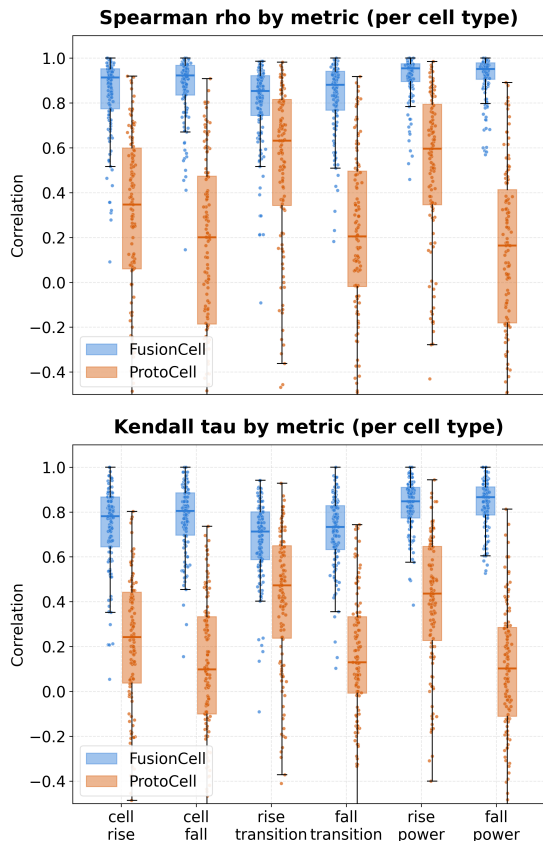 Spearman rho by metric (per cell type)
1.0
0.8
0.6
0.4
0.2
0.0
−0.2
−0.4
Correlation
FusionCell
ProtoCell
Kendall tau by metric (per cell type)
1.0
0.8
0.6
0.4
0.2
0.0
−0.2
−0.4
Correlation
FusionCell
ProtoCell
cell
rise
cell
fall
rise
transition
fall
transition
rise
power
fall
power